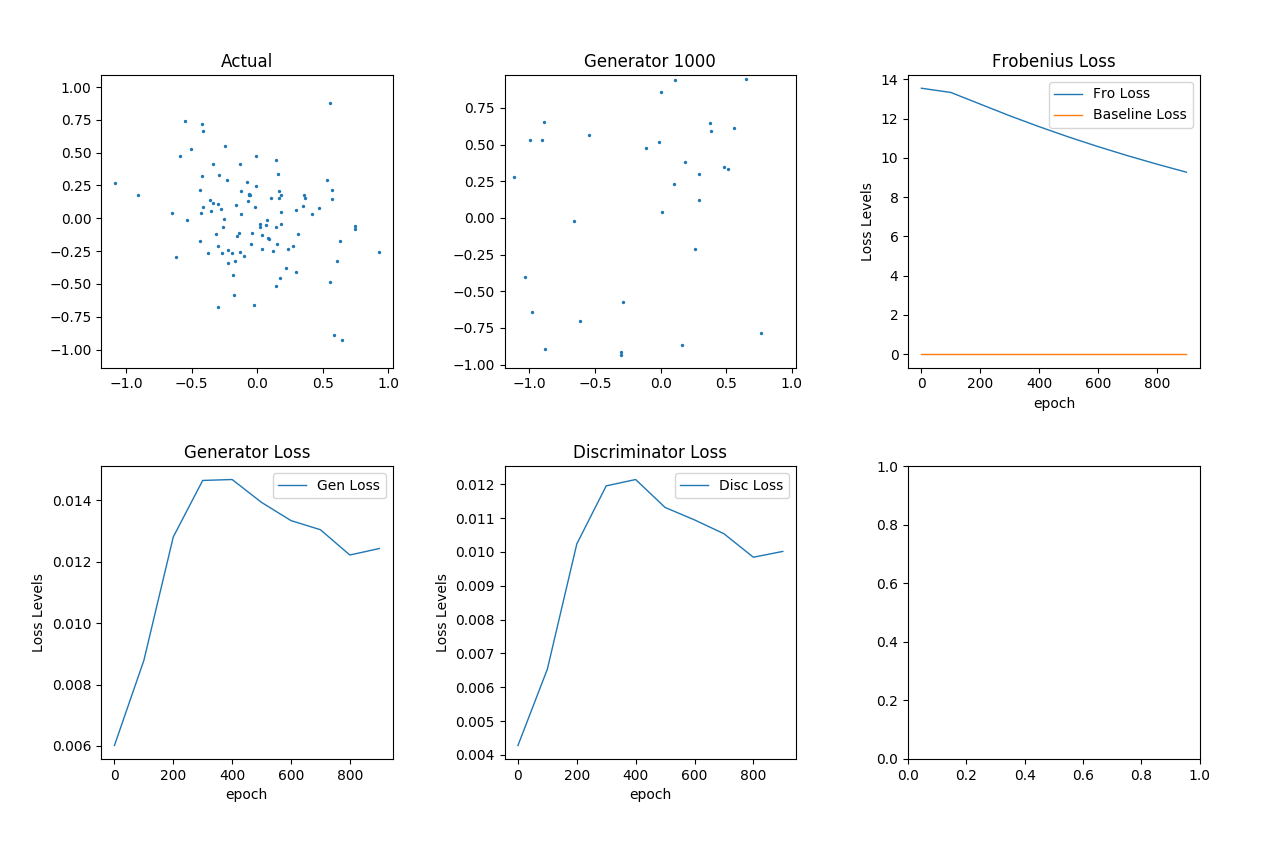 Actual
1.00
0.75
0.50
0.25
0.00
−0.25
−0.50
−0.75
−1.00
−1.0 −0.5 0.0 0.5 1.0
Generator 1000
0.75
0.50
0.25
0.00
−0.25
−0.50
−0.75
−1.00
−1.0 −0.5 0.0 0.5 1.0
Frobenius Loss
Fro Loss
Baseline Loss
Loss Levels
14
12
10
8
6
4
2
0
0 200 400 600 800
epoch
Generator Loss
Gen Loss
Loss Levels
0.014
0.012
0.010
0.008
0.006
0 200 400 600 800
epoch
Discriminator Loss
Disc Loss
Loss Levels
0.012
0.011
0.010
0.009
0.008
0.007
0.006
0.005
0.004
0 200 400 600 800
epoch
1.0
0.8
0.6
0.4
0.2
0.0
0.0 0.2 0.4 0.6 0.8 1.0